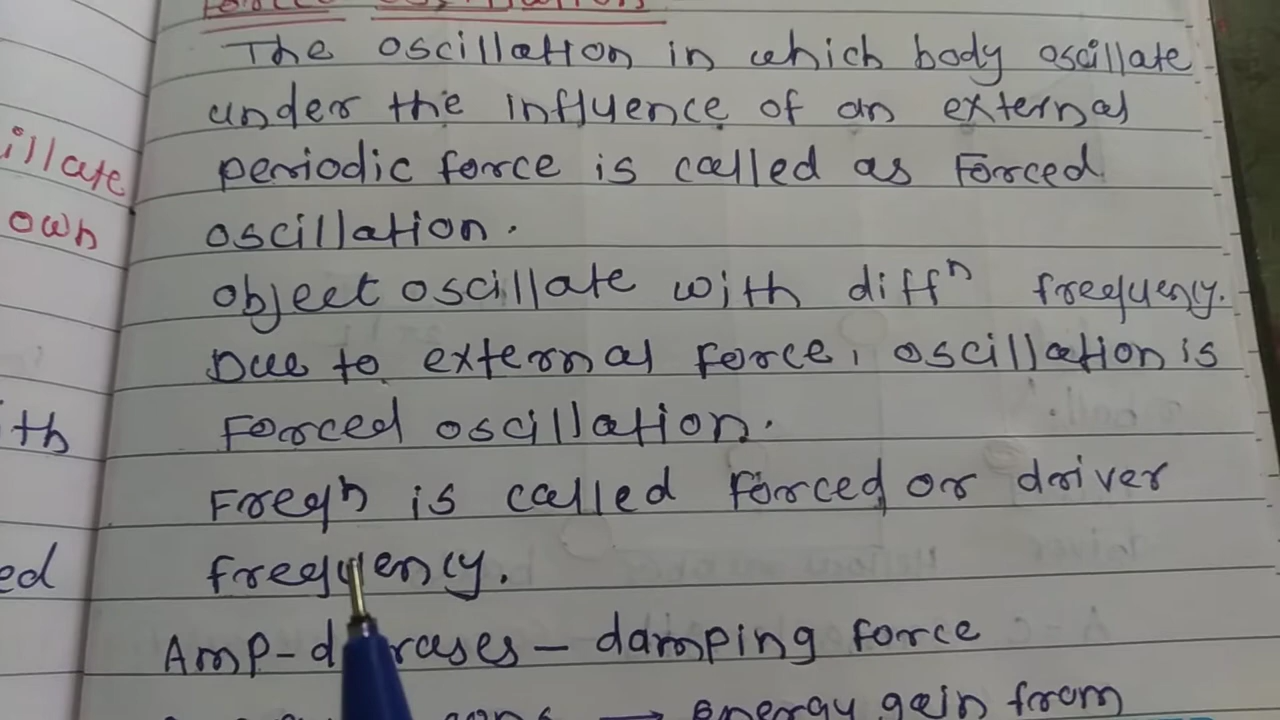 The oscillation in which body oscillate
under the influence of an external
periodic force is called as Forced
oscillation.
illate
own
object oscillate with diffⁿ frequency.
Due to external force, oscillation is
Forced oscillation.
th
Freqⁿ is called Forced or driver
frequency.
ed
Amp - damping force
energy gain from